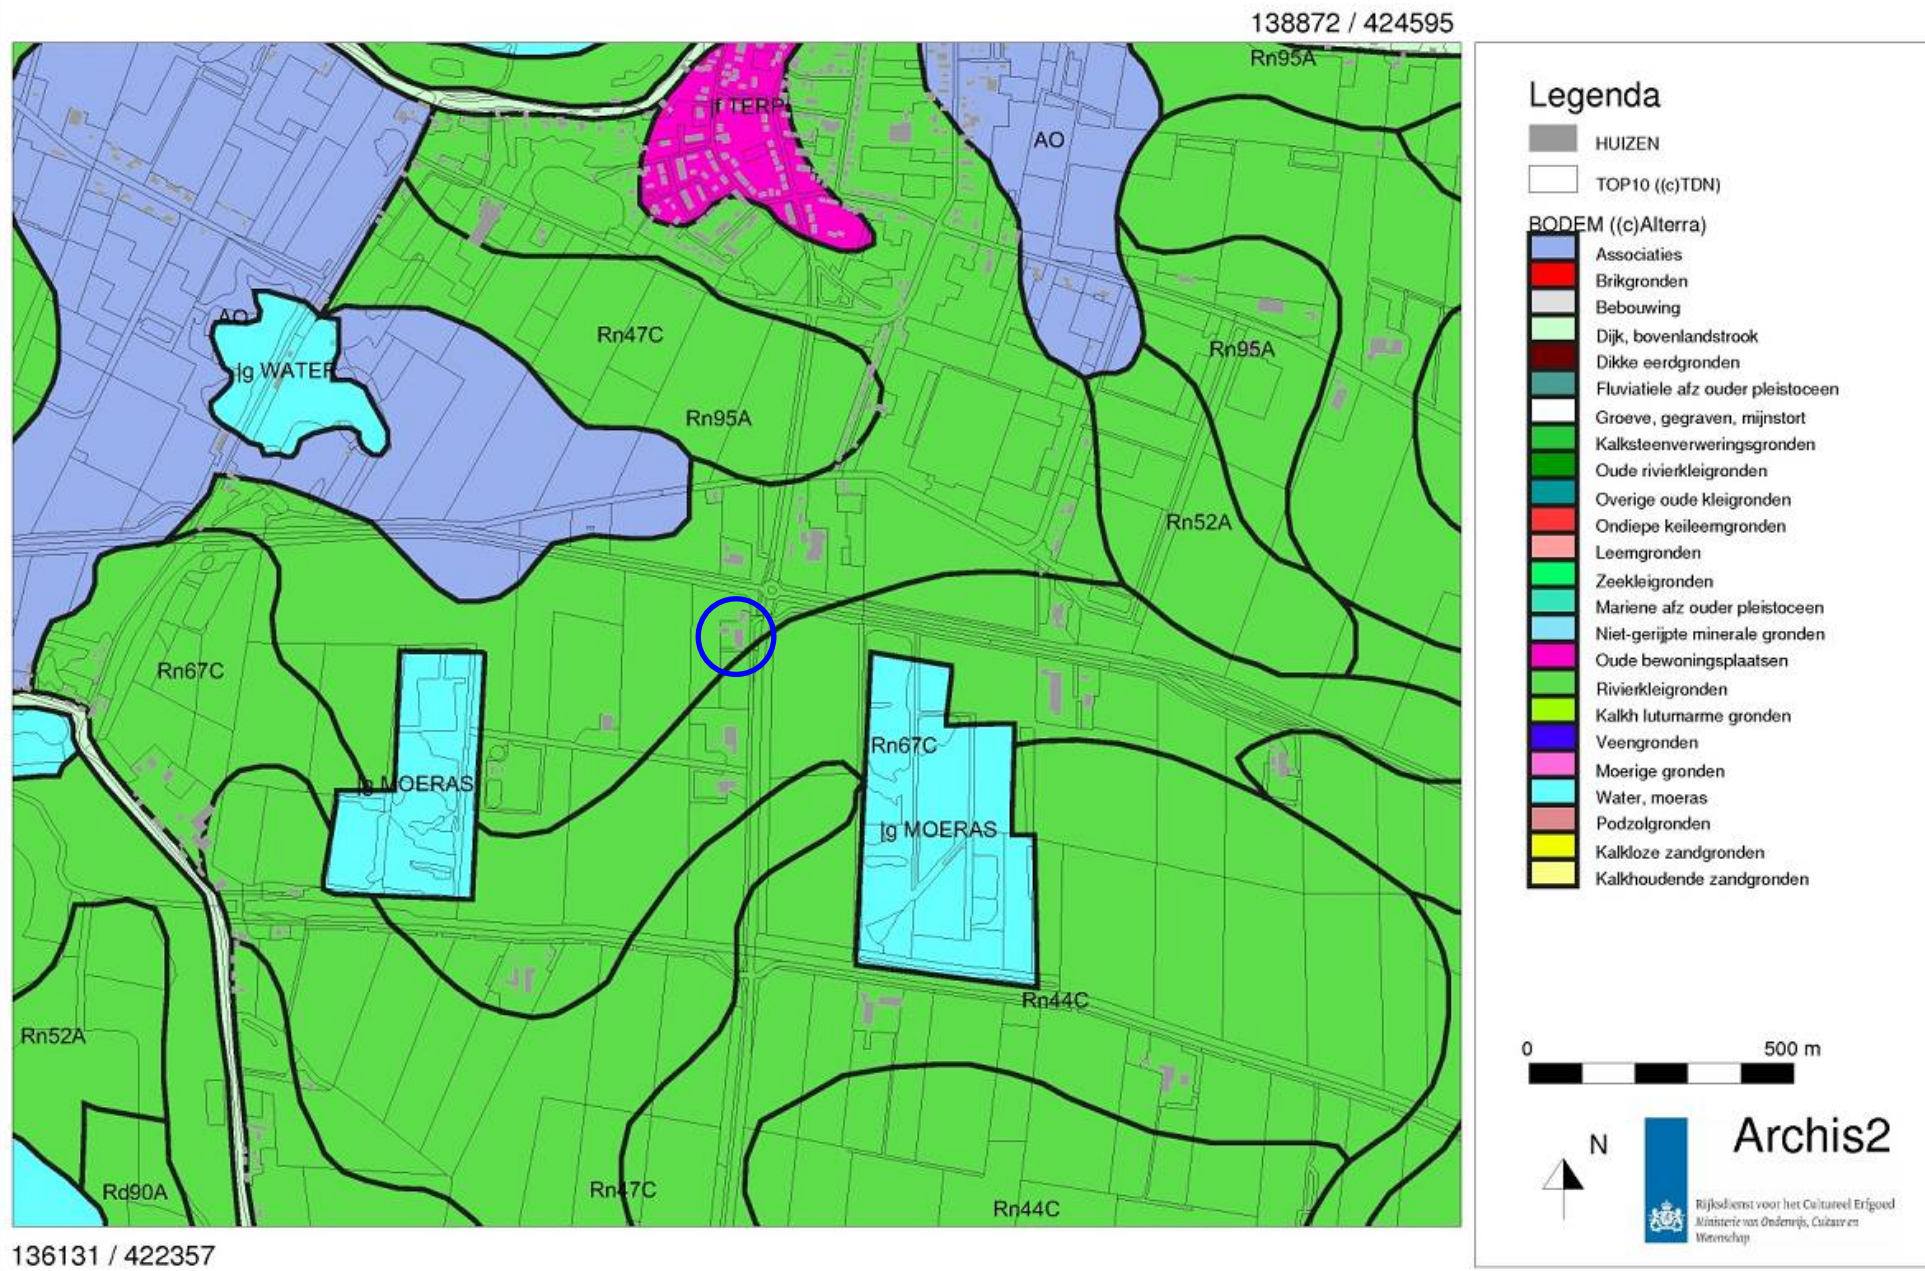 138872 / 424595
Rn95A
f TERP
AO
AO
Rn47C
Rn95A
|g WATER
Rn95A
Rn52A
Rn67C
Rn67C
|g MOERAS
|g MOERAS
Rn44C
Rn52A
Rd90A
Rn47C
Rn44C
136131 / 422357
Legenda
HUIZEN
TOP10 ((c)TDN)
BODEM ((c)Alterra)
Associaties
Brikgronden
Bebouwing
Dijk, bovenlandstrook
Dikke eerdgronden
Fluviatiele afz ouder pleistoceen
Groeve, gegraven, mijnstort
Kalksteenverweringsgronden
Oude rivierkleigronden
Overige oude kleigronden
Ondiepe keileemgronden
Leemgronden
Zeekleigronden
Mariene afz ouder pleistoceen
Niet-gerijpte minerale gronden
Oude bewoningsplaatsen
Rivierkleigronden
Kalkh lutumarme gronden
Veengronden
Moerige gronden
Water, moeras
Podzolgronden
Kalkloze zandgronden
Kalkhoudende zandgronden
0 500 m
N
Archis2
Rijksdienst voor het Cultureel Erfgoed
Ministerie van Onderwijs, Cultuur en
Wetenschap